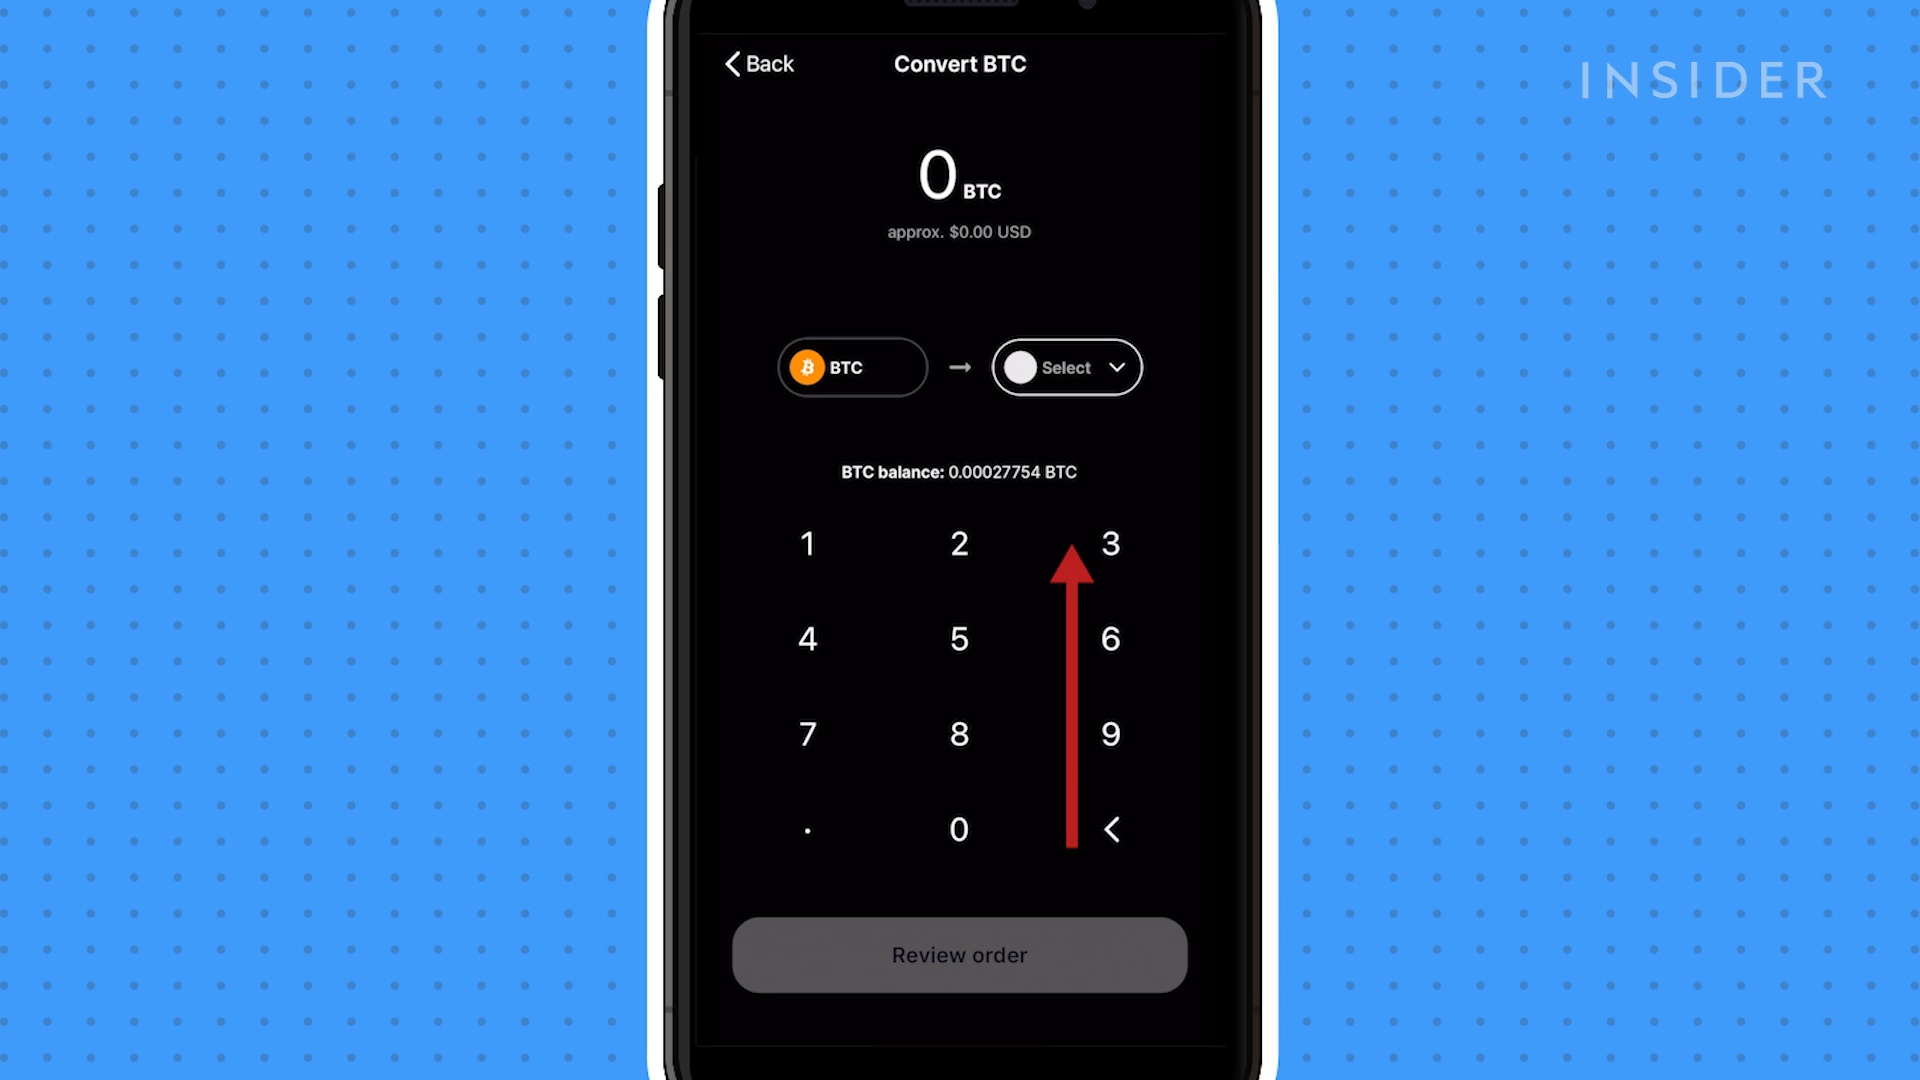 Back
Convert BTC
INSIDER
0 BTC
approx. $0.00 USD
BTC
Select
BTC balance: 0.00027754 BTC
1 2 3
4 5 6
7 8 9
. 0 <
Review order